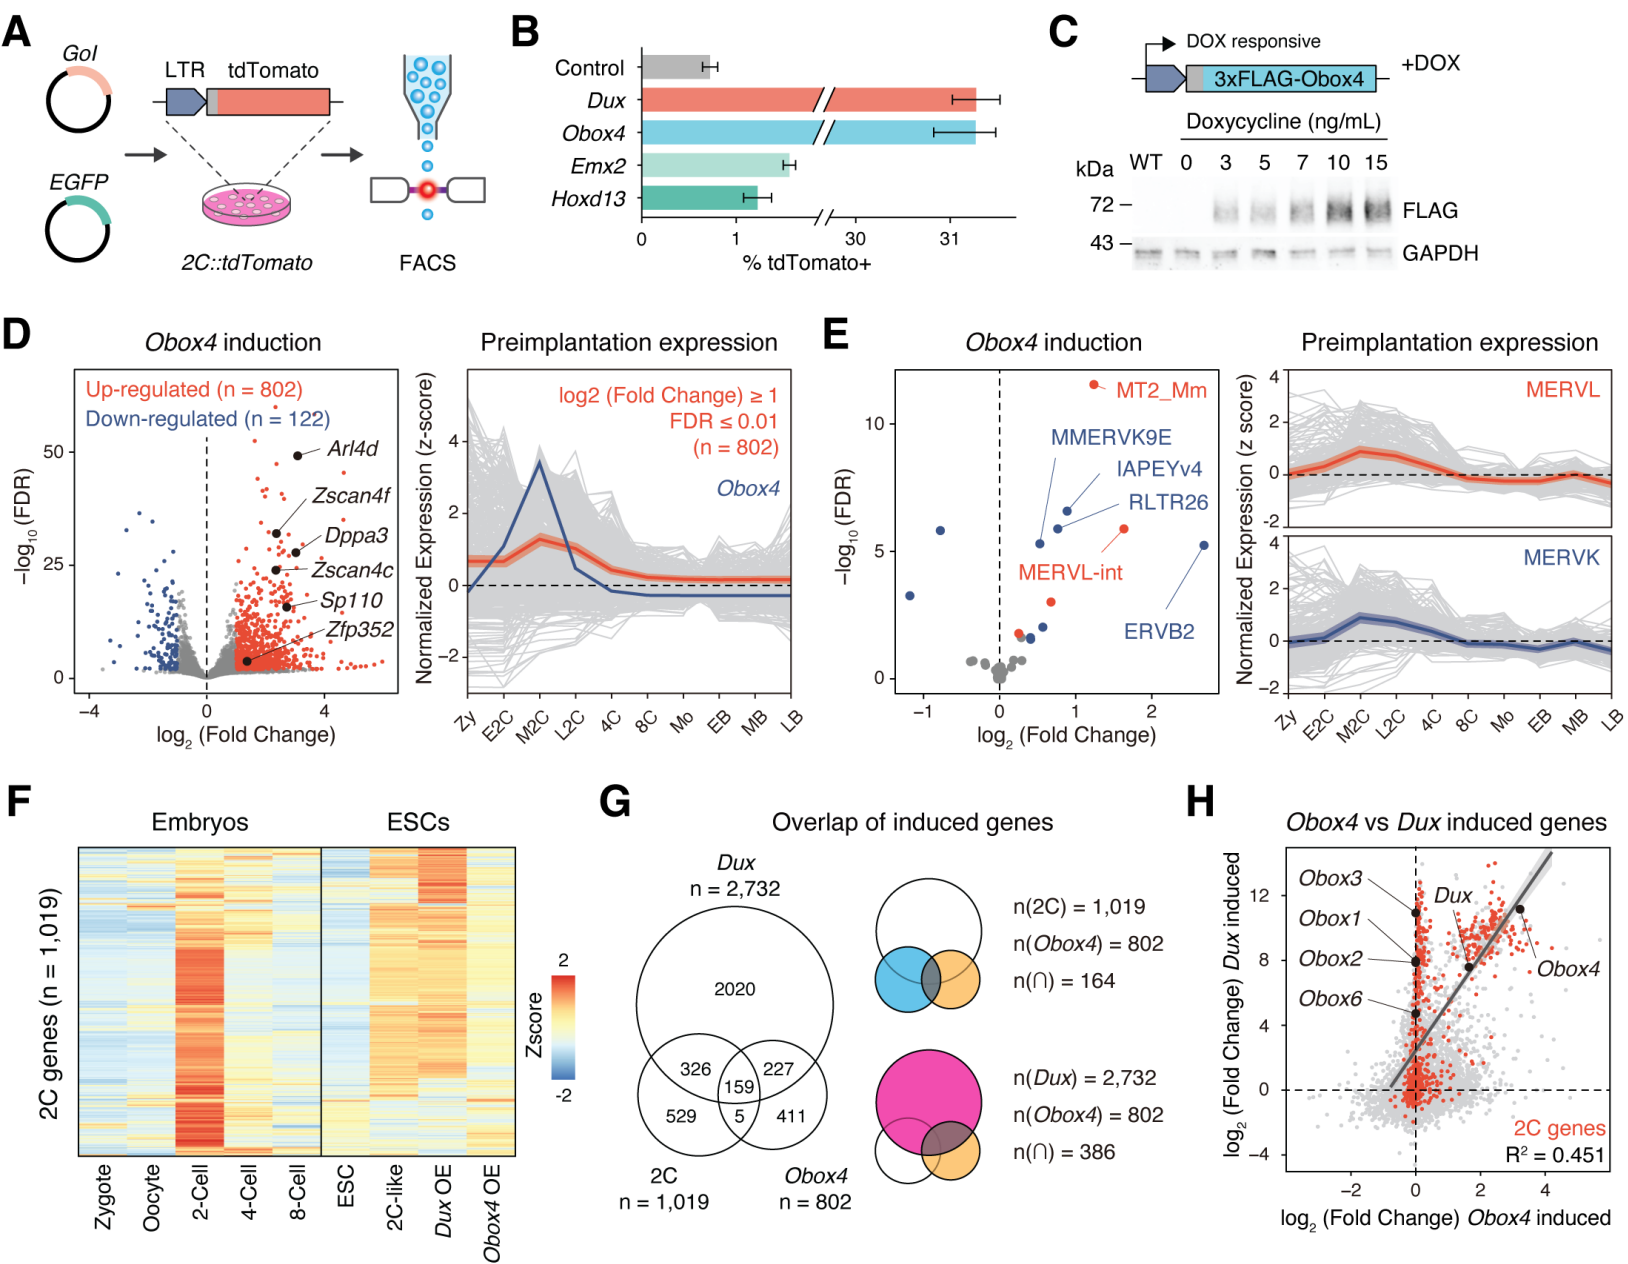 A
GoI
EGFP
LTR
tdTomato
2C::tdTomato
FACS
B
Control
Dux
Obox4
Emx2
Hoxd13
0
1
30
31
% tdTomato+
C
DOX responsive
3xFLAG-Obox4
+DOX
Doxycycline (ng/mL)
kDa WT 0 3 5 7 10 15
72
FLAG
43
GAPDH
D
Obox4 induction
Up-regulated (n = 802)
Down-regulated (n = 122)
Arl4d
Zscan4f
Dppa3
Zscan4c
Sp110
Zfp352
50
25
0
−log10 (FDR)
−4
0
4
log2 (Fold Change)
Preimplantation expression
log2 (Fold Change) ≥ 1
FDR ≤ 0.01
(n = 802)
Obox4
Normalized Expression (z-score)
4
2
0
−2
Zy
E2C
M2C
L2C
4C
8C
Mo
EB
MB
LB
E
Obox4 induction
MT2_Mm
MMERVK9E
IAPEYv4
RLTR26
MERVL-int
ERVB2
10
5
0
−log10 (FDR)
−1
0
1
2
log2 (Fold Change)
Preimplantation expression
MERVL
4
2
0
-2
MERVK
4
2
0
−2
Normalized Expression (z score)
Zy
E2C
M2C
L2C
4C
8C
Mo
EB
MB
LB
F
Embryos
ESCs
2C genes (n = 1,019)
Zygote
Oocyte
2-Cell
4-Cell
8-Cell
ESC
2C-like
Dux OE
Obox4 OE
2
Zscore
-2
G
Overlap of induced genes
Dux
n = 2,732
2020
326
227
159
529
5
411
2C
n = 1,019
Obox4
n = 802
n(2C) = 1,019
n(Obox4) = 802
n(∩) = 164
n(Dux) = 2,732
n(Obox4) = 802
n(∩) = 386
H
Obox4 vs Dux induced genes
Obox3
Dux
Obox1
Obox2
Obox4
Obox6
12
8
4
0
−4
log2 (Fold Change) Dux induced
2C genes
R2 = 0.451
−2
0
2
4
log2 (Fold Change) Obox4 induced